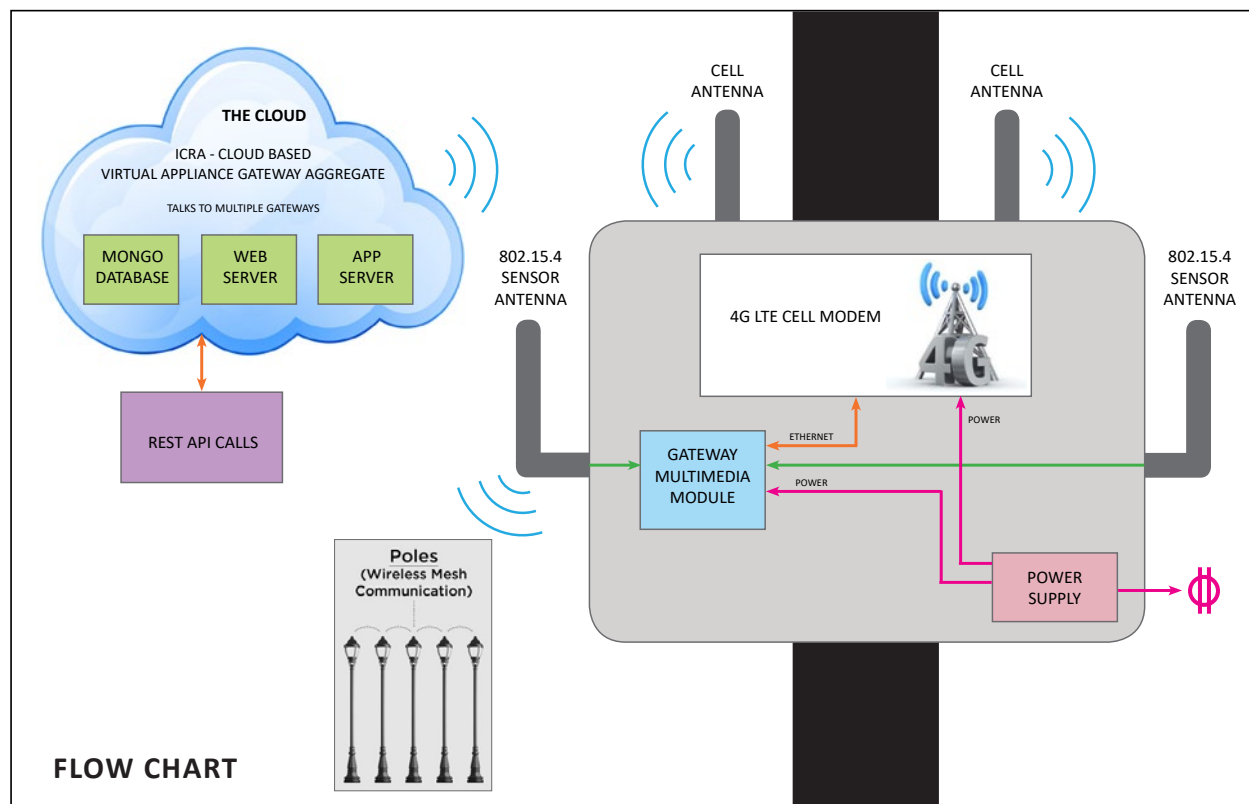 THE CLOUD
ICRA - CLOUD BASED
VIRTUAL APPLIANCE GATEWAY AGGREGATE
TALKS TO MULTIPLE GATEWAYS
MONGO
DATABASE
WEB
SERVER
APP
SERVER
REST API CALLS
CELL
ANTENNA
CELL
ANTENNA
802.15.4
SENSOR
ANTENNA
802.15.4
SENSOR
ANTENNA
4G LTE CELL MODEM
4G
ETHERNET
POWER
GATEWAY
MULTIMEDIA
MODULE
POWER
POWER
SUPPLY
Poles
(Wireless Mesh
Communication)
FLOW CHART